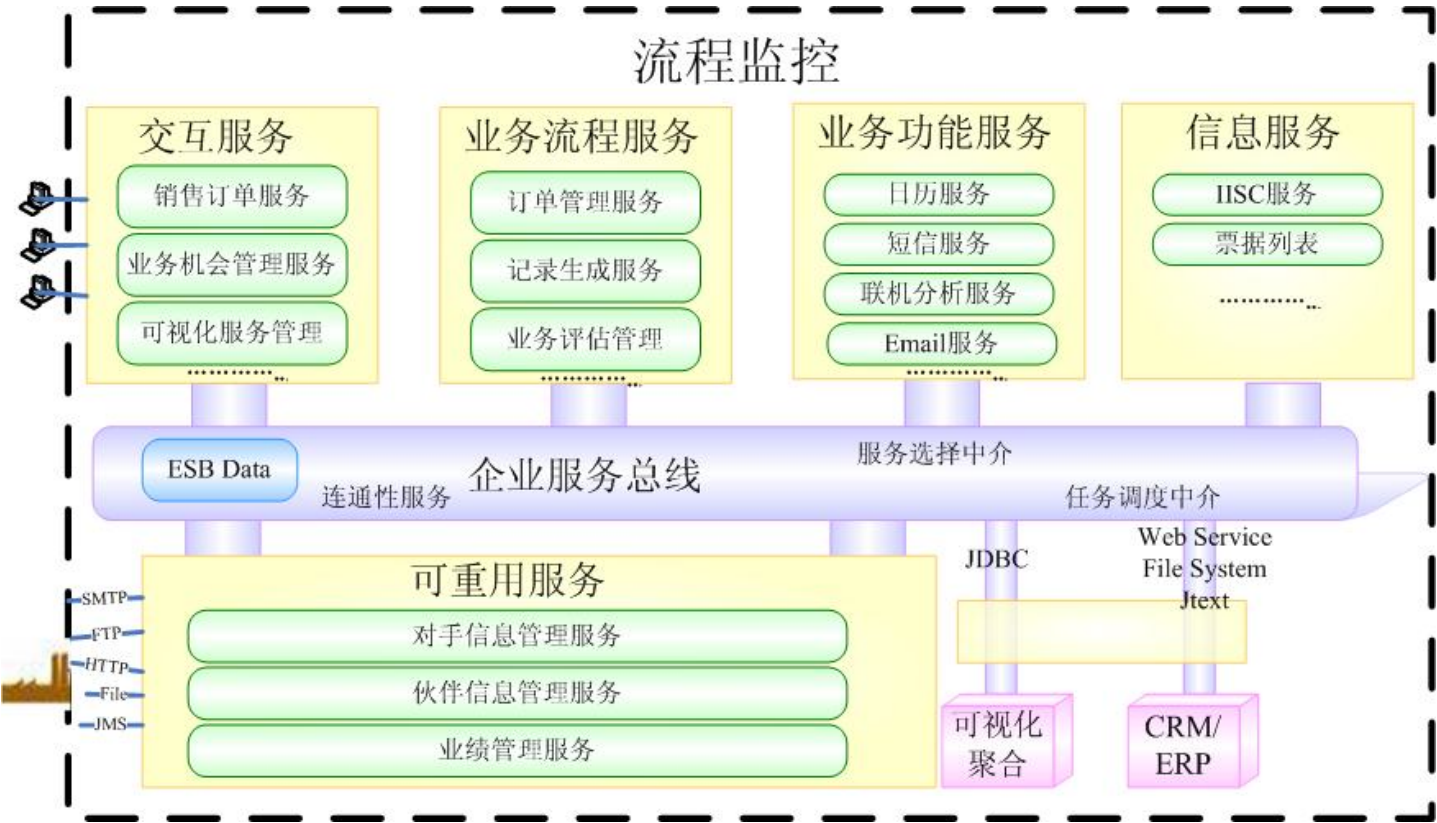 流程监控
交互服务
销售订单服务
业务机会管理服务
可视化服务管理
…………...
业务流程服务
订单管理服务
记录生成服务
业务评估管理
…………...
业务功能服务
日历服务
短信服务
联机分析服务
Email服务
…………...
信息服务
IISC服务
票据列表
…………...
ESB Data
连通性服务
企业服务总线
服务选择中介
任务调度中介
可重用服务
对手信息管理服务
伙伴信息管理服务
业绩管理服务
SMTP
FTP
HTTP
File
JMS
JDBC
Web Service
File System
Jtext
可视化
聚合
CRM/
ERP